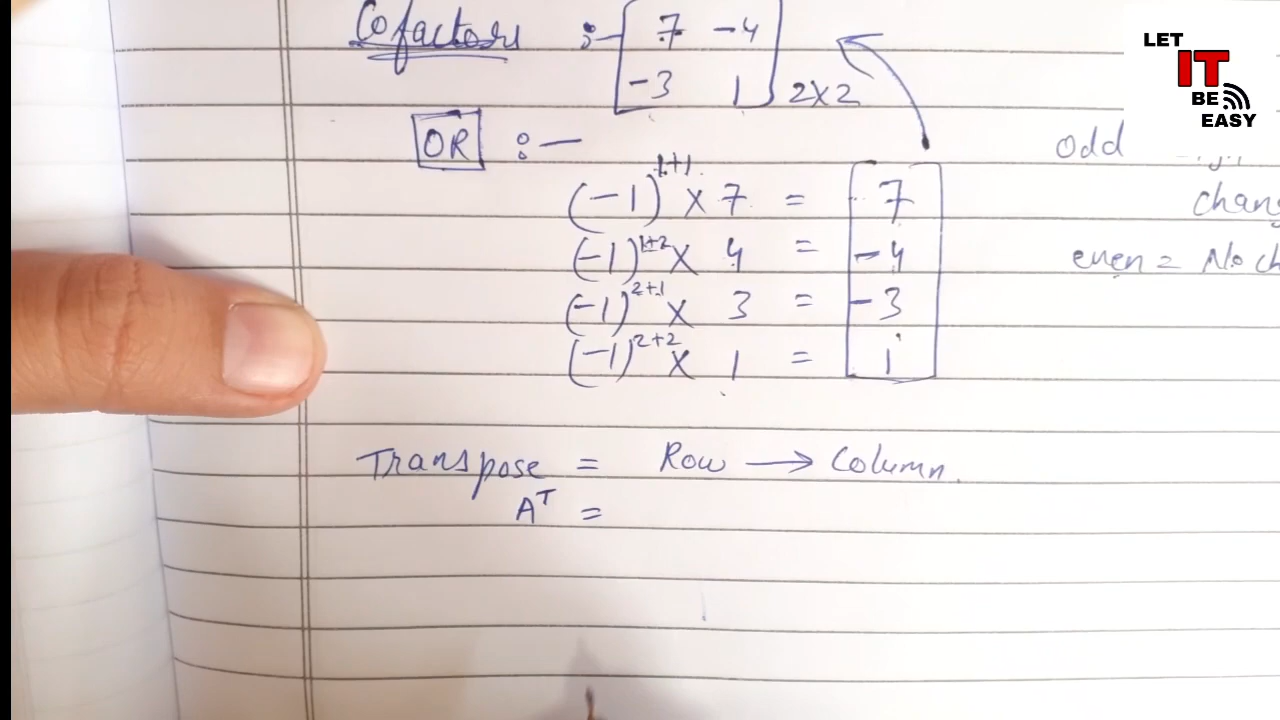 Cofactors :- [ 7 -4
-3 1 ] 2x2
LET
IT
BE
EASY
OR :-
odd
(-1)^1+1 x 7 = 7
(-1)^1+2 x 4 = -4
(-1)^2+1 x 3 = -3
(-1)^2+2 x 1 = 1
chang
even = No ch
Transpose = Row → Column.
A^T =